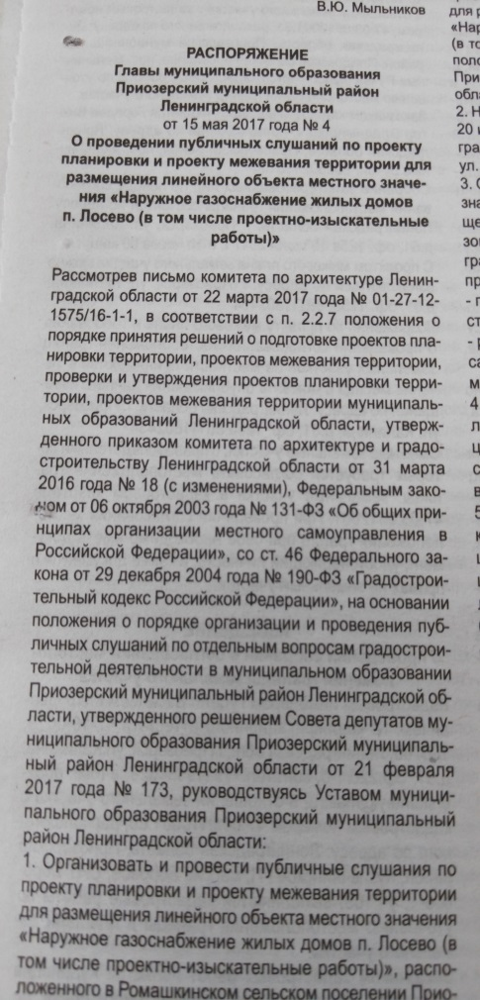 В.Ю. Мыльников
РАСПОРЯЖЕНИЕ
Главы муниципального образования
Приозерский муниципальный район
Ленинградской области
от 15 мая 2017 года № 4
О проведении публичных слушаний по проекту
планировки и проекту межевания территории для
размещения линейного объекта местного значе-
ния «Наружное газоснабжение жилых домов
п. Лосево (в том числе проектно-изыскательные
работы)»
Рассмотрев письмо комитета по архитектуре Ленин-
градской области от 22 марта 2017 года № 01-27-12-
1575/16-1-1, в соответствии с п. 2.2.7 положения о
порядке принятия решений о подготовке проектов пла-
нировки территории, проектов межевания территории,
проверки и утверждения проектов планировки терри-
тории, проектов межевания территории муниципаль-
ных образований Ленинградской области, утверж-
денного приказом комитета по архитектуре и градо-
строительству Ленинградской области от 31 марта
2016 года № 18 (с изменениями), Федеральным зако-
ном от 06 октября 2003 года № 131-ФЗ «Об общих при-
нципах организации местного самоуправления в
Российской Федерации», со ст. 46 Федерального за-
кона от 29 декабря 2004 года № 190-ФЗ «Градострои-
тельный кодекс Российской Федерации», на основании
положения о порядке организации и проведения пуб-
личных слушаний по отдельным вопросам градострои-
тельной деятельности в муниципальном образовании
Приозерский муниципальный район Ленинградской об-
ласти, утвержденного решением Совета депутатов му-
ниципального образования Приозерский муниципаль-
ный район Ленинградской области от 21 февраля
2017 года № 173, руководствуясь Уставом муници-
пального образования Приозерский муниципальный
район Ленинградской области:
1. Организовать и провести публичные слушания по
проекту планировки и проекту межевания территории
для размещения линейного объекта местного значения
«Наружное газоснабжение жилых домов п. Лосево (в
том числе проектно-изыскательные работы)», распо-
ложенного в Ромашкинском сельском поселении Прио-